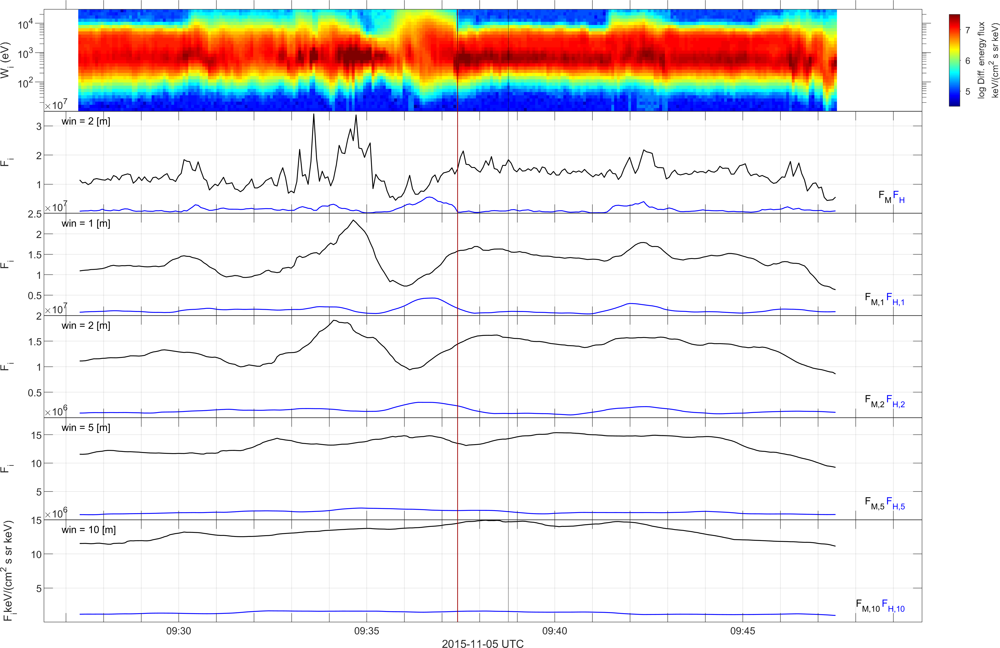 10⁴
10³
10²
W_i (eV)
7
6
5
log Diff. energy flux
keV/(cm² s sr keV)
×10⁷
win = 2 [m]
3
2
1
F_i
F_M F_H
×10⁷
2.5
win = 1 [m]
2
1.5
1
0.5
F_i
F_M,1 F_H,1
×10⁷
2
win = 2 [m]
1.5
1
0.5
F_i
F_M,2 F_H,2
×10⁶
win = 5 [m]
15
10
5
F_i
F_M,5 F_H,5
×10⁶
15
win = 10 [m]
10
5
F_i keV/(cm² s sr keV)
F_M,10 F_H,10
09:30 09:35 09:40 09:45
2015-11-05 UTC